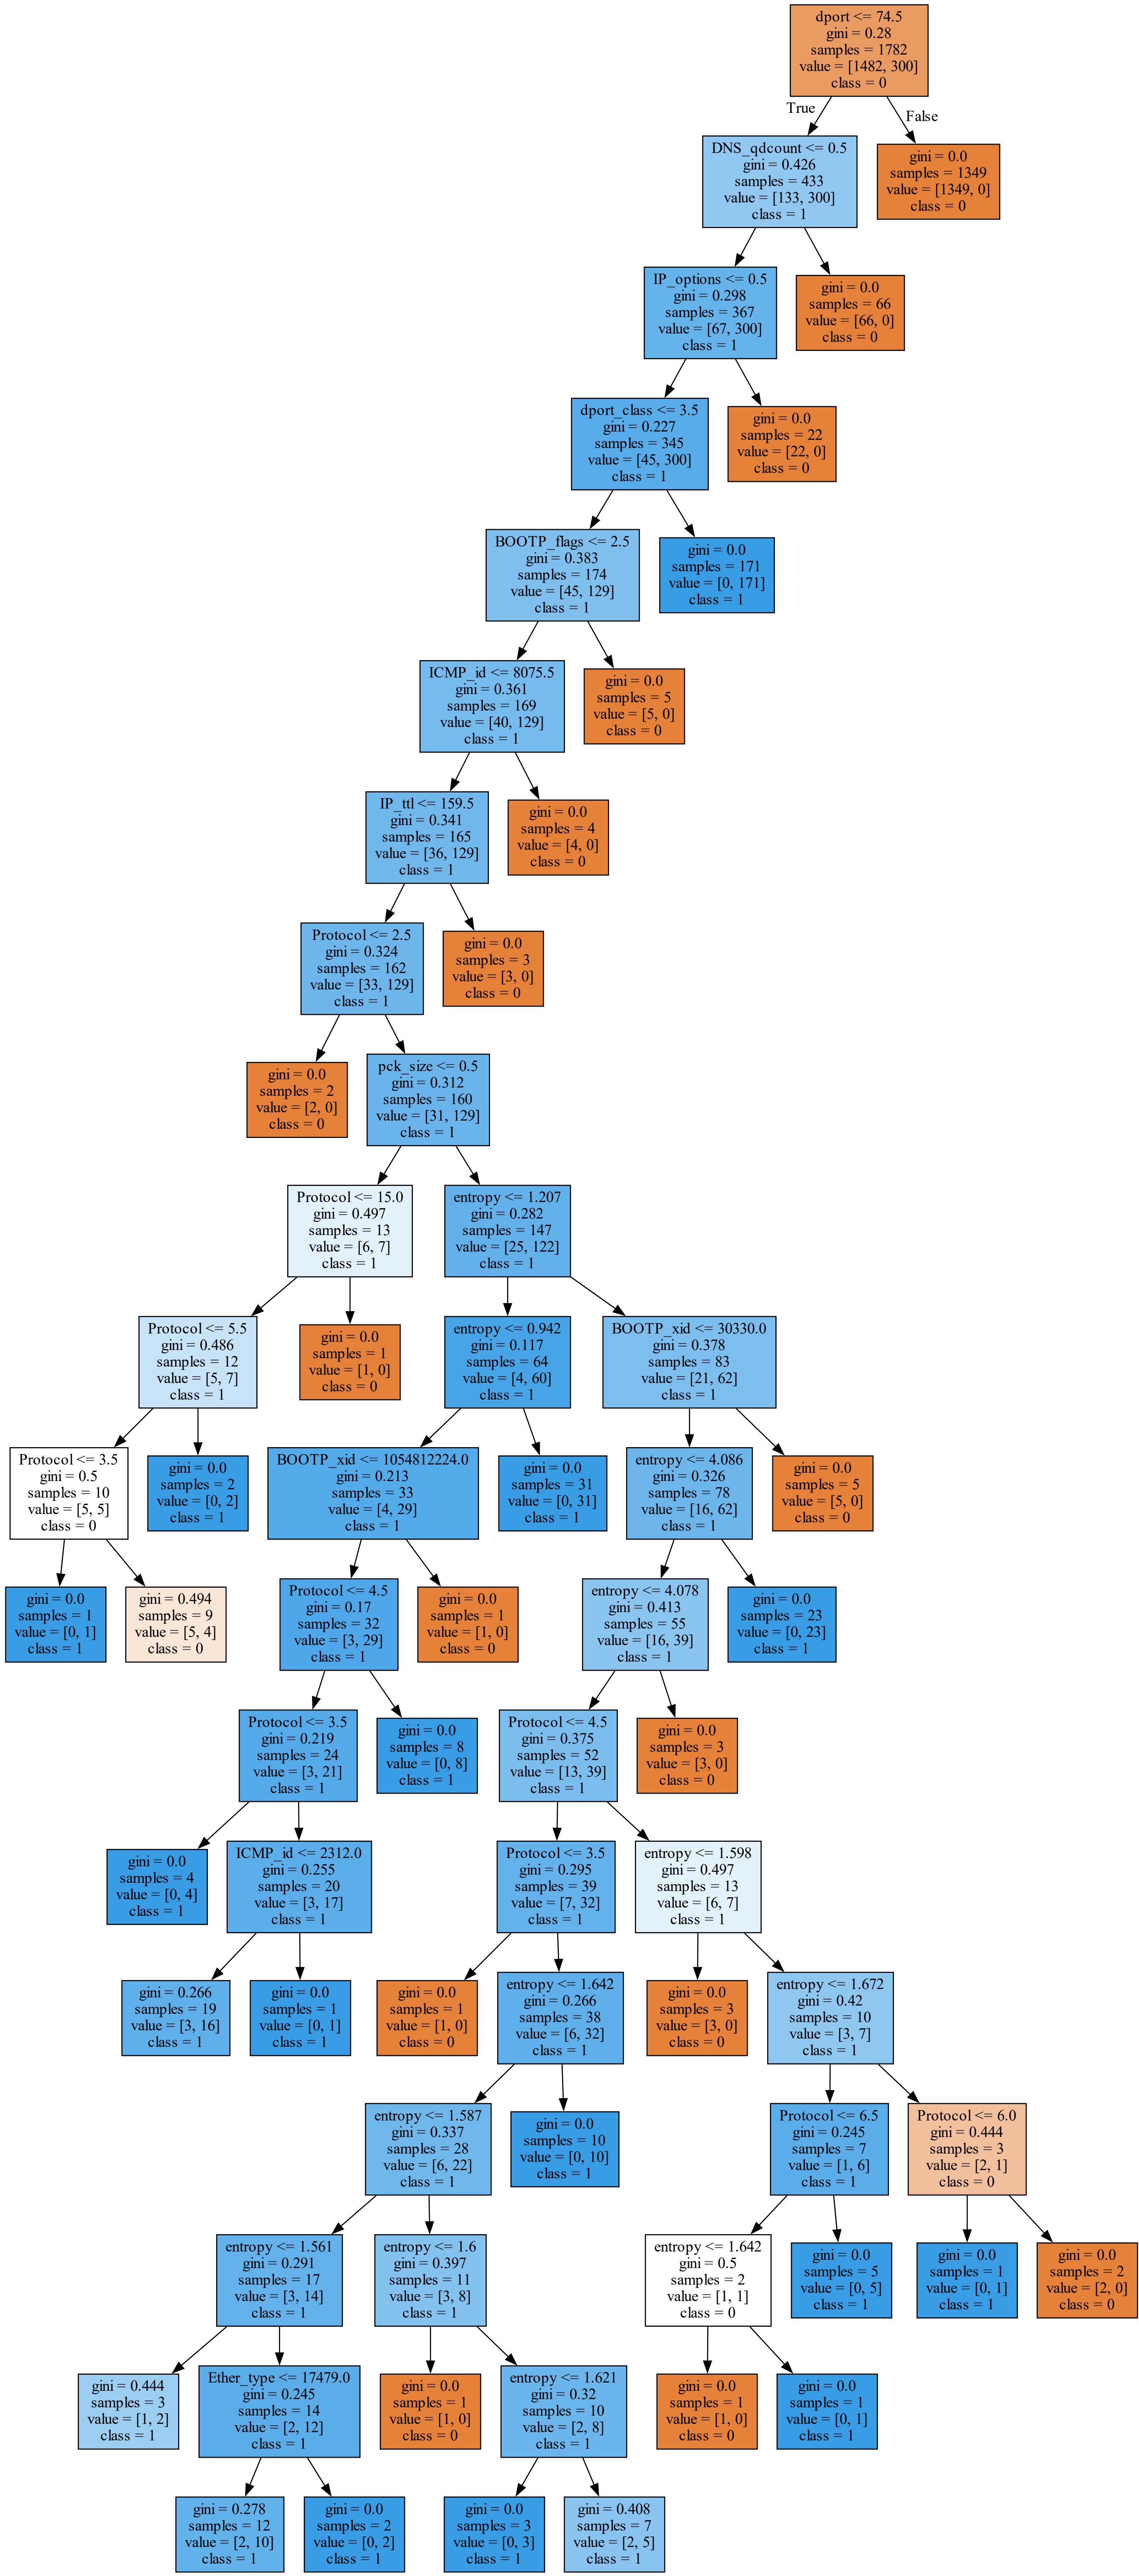 dport <= 74.5
gini = 0.28
samples = 1782
value = [1482, 300]
class = 0
True
False
DNS_qdcount <= 0.5
gini = 0.426
samples = 433
value = [133, 300]
class = 1
gini = 0.0
samples = 1349
value = [1349, 0]
class = 0
IP_options <= 0.5
gini = 0.298
samples = 367
value = [67, 300]
class = 1
gini = 0.0
samples = 66
value = [66, 0]
class = 0
dport_class <= 3.5
gini = 0.227
samples = 345
value = [45, 300]
class = 1
gini = 0.0
samples = 22
value = [22, 0]
class = 0
BOOTP_flags <= 2.5
gini = 0.383
samples = 174
value = [45, 129]
class = 1
gini = 0.0
samples = 171
value = [0, 171]
class = 1
ICMP_id <= 8075.5
gini = 0.361
samples = 169
value = [40, 129]
class = 1
gini = 0.0
samples = 5
value = [5, 0]
class = 0
IP_ttl <= 159.5
gini = 0.341
samples = 165
value = [36, 129]
class = 1
gini = 0.0
samples = 4
value = [4, 0]
class = 0
Protocol <= 2.5
gini = 0.324
samples = 162
value = [33, 129]
class = 1
gini = 0.0
samples = 3
value = [3, 0]
class = 0
gini = 0.0
samples = 2
value = [2, 0]
class = 0
pck_size <= 0.5
gini = 0.312
samples = 160
value = [31, 129]
class = 1
Protocol <= 15.0
gini = 0.497
samples = 13
value = [6, 7]
class = 1
entropy <= 1.207
gini = 0.282
samples = 147
value = [25, 122]
class = 1
Protocol <= 5.5
gini = 0.486
samples = 12
value = [5, 7]
class = 1
gini = 0.0
samples = 1
value = [1, 0]
class = 0
entropy <= 0.942
gini = 0.117
samples = 64
value = [4, 60]
class = 1
BOOTP_xid <= 30330.0
gini = 0.378
samples = 83
value = [21, 62]
class = 1
Protocol <= 3.5
gini = 0.5
samples = 10
value = [5, 5]
class = 0
gini = 0.0
samples = 2
value = [0, 2]
class = 1
BOOTP_xid <= 1054812224.0
gini = 0.213
samples = 33
value = [4, 29]
class = 1
gini = 0.0
samples = 31
value = [0, 31]
class = 1
entropy <= 4.086
gini = 0.326
samples = 78
value = [16, 62]
class = 1
gini = 0.0
samples = 5
value = [5, 0]
class = 0
gini = 0.0
samples = 1
value = [0, 1]
class = 1
gini = 0.494
samples = 9
value = [5, 4]
class = 0
Protocol <= 4.5
gini = 0.17
samples = 32
value = [3, 29]
class = 1
gini = 0.0
samples = 1
value = [1, 0]
class = 0
entropy <= 4.078
gini = 0.413
samples = 55
value = [16, 39]
class = 1
gini = 0.0
samples = 23
value = [0, 23]
class = 1
Protocol <= 3.5
gini = 0.219
samples = 24
value = [3, 21]
class = 1
gini = 0.0
samples = 8
value = [0, 8]
class = 1
Protocol <= 4.5
gini = 0.375
samples = 52
value = [13, 39]
class = 1
gini = 0.0
samples = 3
value = [3, 0]
class = 0
gini = 0.0
samples = 4
value = [0, 4]
class = 1
ICMP_id <= 2312.0
gini = 0.255
samples = 20
value = [3, 17]
class = 1
Protocol <= 3.5
gini = 0.295
samples = 39
value = [7, 32]
class = 1
entropy <= 1.598
gini = 0.497
samples = 13
value = [6, 7]
class = 1
gini = 0.266
samples = 19
value = [3, 16]
class = 1
gini = 0.0
samples = 1
value = [0, 1]
class = 1
gini = 0.0
samples = 1
value = [1, 0]
class = 0
entropy <= 1.642
gini = 0.266
samples = 38
value = [6, 32]
class = 1
gini = 0.0
samples = 3
value = [3, 0]
class = 0
entropy <= 1.672
gini = 0.42
samples = 10
value = [3, 7]
class = 1
entropy <= 1.587
gini = 0.337
samples = 28
value = [6, 22]
class = 1
gini = 0.0
samples = 10
value = [0, 10]
class = 1
Protocol <= 6.5
gini = 0.245
samples = 7
value = [1, 6]
class = 1
Protocol <= 6.0
gini = 0.444
samples = 3
value = [2, 1]
class = 0
entropy <= 1.561
gini = 0.291
samples = 17
value = [3, 14]
class = 1
entropy <= 1.6
gini = 0.397
samples = 11
value = [3, 8]
class = 1
entropy <= 1.642
gini = 0.5
samples = 2
value = [1, 1]
class = 0
gini = 0.0
samples = 5
value = [0, 5]
class = 1
gini = 0.0
samples = 1
value = [0, 1]
class = 1
gini = 0.0
samples = 2
value = [2, 0]
class = 0
gini = 0.444
samples = 3
value = [1, 2]
class = 1
Ether_type <= 17479.0
gini = 0.245
samples = 14
value = [2, 12]
class = 1
gini = 0.0
samples = 1
value = [1, 0]
class = 0
entropy <= 1.621
gini = 0.32
samples = 10
value = [2, 8]
class = 1
gini = 0.0
samples = 1
value = [1, 0]
class = 0
gini = 0.0
samples = 1
value = [0, 1]
class = 1
gini = 0.278
samples = 12
value = [2, 10]
class = 1
gini = 0.0
samples = 2
value = [0, 2]
class = 1
gini = 0.0
samples = 3
value = [0, 3]
class = 1
gini = 0.408
samples = 7
value = [2, 5]
class = 1